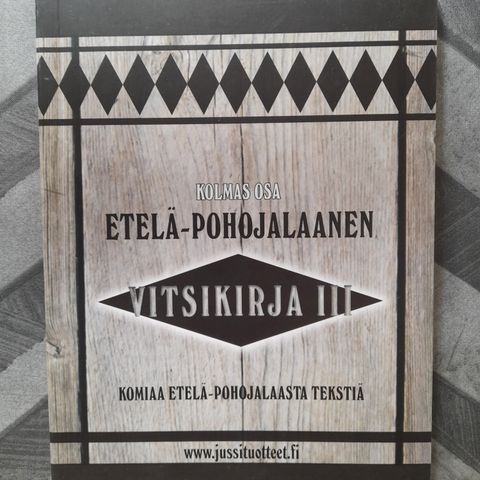 KOLMAS OSA
ETELÄ-POHOJALAANEN
VITSIKIRJA III
KOMIAA ETELÄ-POHOJALAASTA TEKSTIÄ
www.jussituotteet.fi